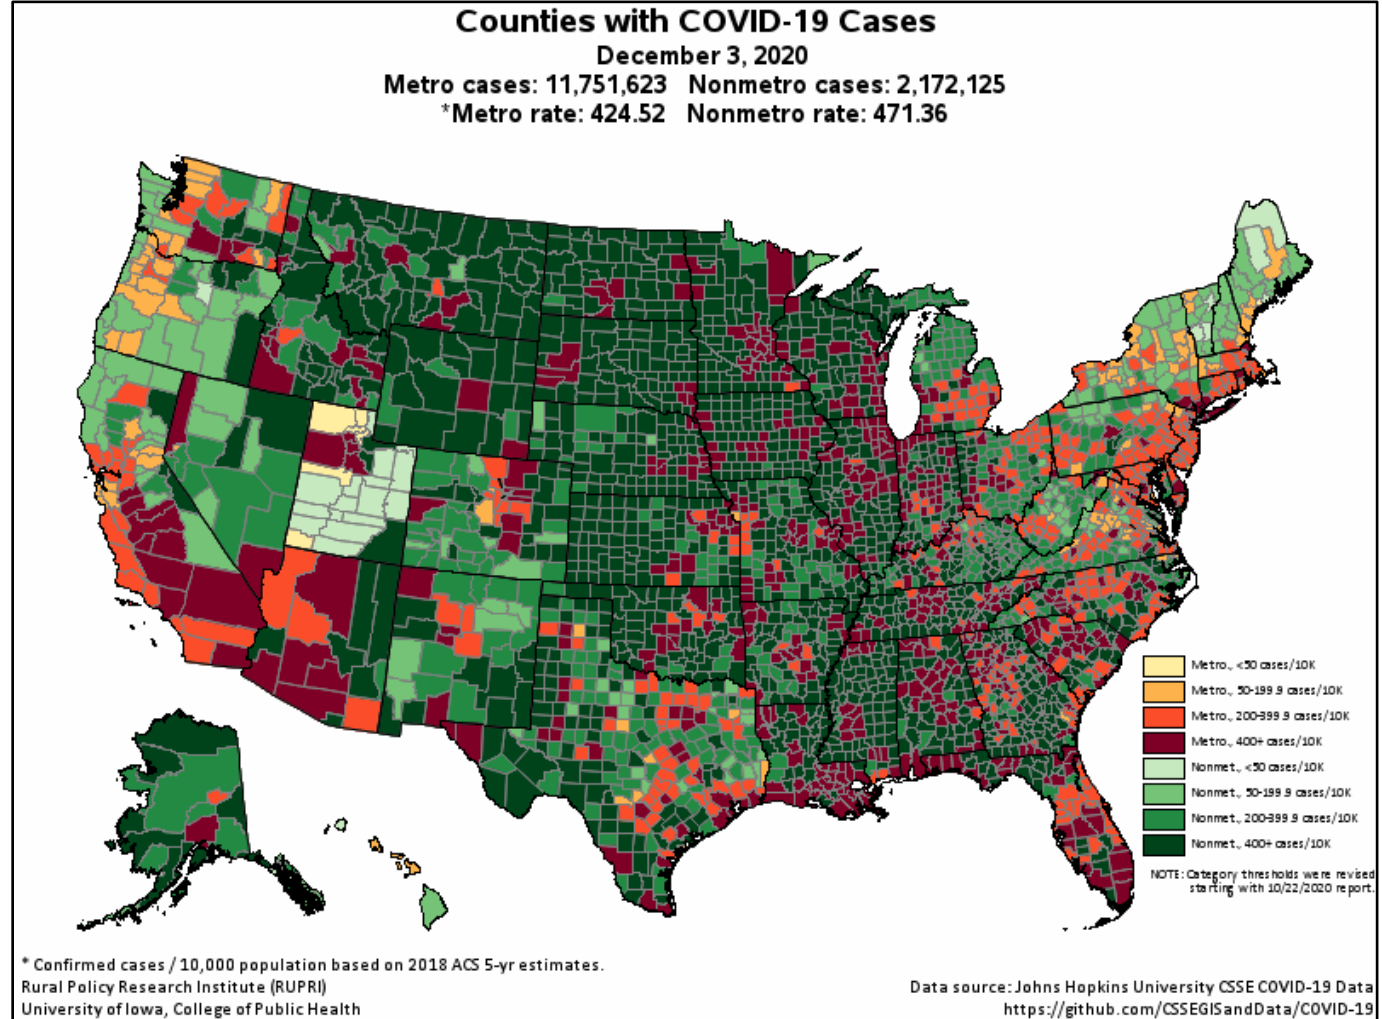 Counties with COVID-19 Cases
December 3, 2020
Metro cases: 11,751,623 Nonmetro cases: 2,172,125
*Metro rate: 424.52 Nonmetro rate: 471.36
Metro., <50 cases/10K
Metro., 50-199.9 cases/10K
Metro., 200-399.9 cases/10K
Metro., 400+ cases/10K
Nonmet., <50 cases/10K
Nonmet., 50-199.9 cases/10K
Nonmet., 200-399.9 cases/10K
Nonmet., 400+ cases/10K
NOTE: Category thresholds were revised
starting with 10/22/2020 report.
* Confirmed cases / 10,000 population based on 2018 ACS 5-yr estimates.
Rural Policy Research Institute (RUPRI)
University of Iowa, College of Public Health
Data source: Johns Hopkins University CSSE COVID-19 Data
https://github.com/CSSEGISandData/COVID-19